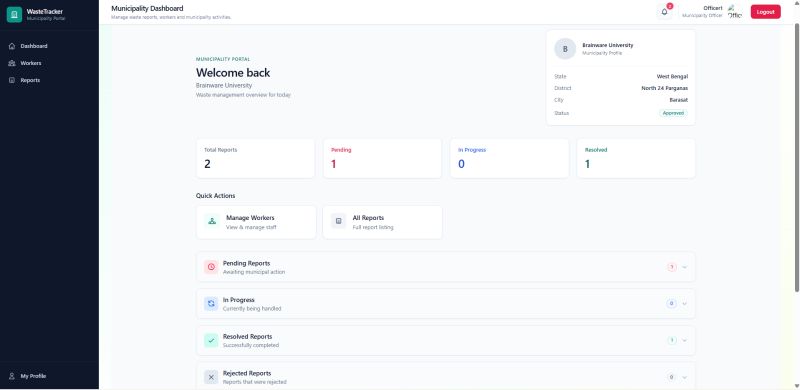 WasteTracker
Municipality Portal
Dashboard
Workers
Reports
My Profile
Municipality Dashboard
Manage waste reports, workers and municipality activities.
Officer1
Municipality Officer
Logout
MUNICIPALITY PORTAL
Welcome back
Brainware University
Waste management overview for today
B
Brainware University
Municipality Profile
State West Bengal
District North 24 Parganas
City Barasat
Status Approved
Total Reports
2
Pending
1
In Progress
0
Resolved
1
Quick Actions
Manage Workers
View & manage staff
All Reports
Full report listing
Pending Reports
Awaiting municipal action
In Progress
Currently being handled
0
Resolved Reports
Successfully completed
1
Rejected Reports
Reports that were rejected
0